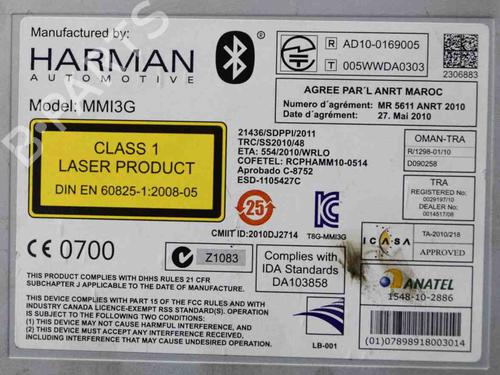 Manufactured by:
HARMAN
AUTOMOTIVE
Model: MMI3G
CLASS 1
LASER PRODUCT
DIN EN 60825-1:2008-05
R AD10-0169005
T 005WWDA0303
2306883
AGREE PAR´L ANRT MAROC
Numero d´agrément: MR 5611 ANRT 2010
Date d´agrément: 27. Mai 2010
21436/SDPPI/2011
TRC/SS2010/48
ETA: 554/2010/WRLO
COFETEL: RCPHAMM10-0514
Aprobado C-8752
ESD-1105427C
OMAN-TRA
R/1298-01/10
D090258
TRA
REGISTERED No:
0029197/10
DEALER No:
0014517/08
25
CMIIT ID:2010DJ2714
T8G-MMI3G
CE 0700
N
Z1083
Complies with
IDA Standards
DA103858
ICASA
TA-2010/218
APPROVED
THIS PRODUCT COMPLIES WITH DHHS RULES 21 CFR
SUBCHAPTER J APPLICABLE TO THE DATE OF MANUFACTURE.
THIS DEVICE COMPLIES WITH PART 15 OF THE FCC RULES AND WITH
INDUSTRY CANADA LICENCE-EXEMPT RSS STANDARD(S). OPERATION
IS SUBJECT TO THE FOLLOWING TWO CONDITIONS:
(1) THIS DEVICE MAY NOT CAUSE HARMFUL INTERFERENCE, AND
(2) THIS DEVICE MUST ACCEPT ANY INTERFERENCE RECEIVED,
INCLUDING INTERFERENCE THAT MAY CAUSE UNDESIRED OPERATION.
LB-001
ANATEL
1548-10-2886
(01)07898918003014
B-PARTS